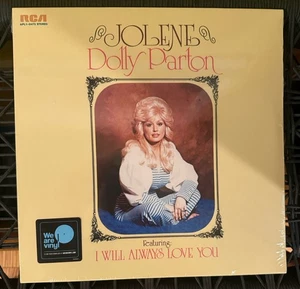 RCA
JOLENE
Dolly Parton
featuring:
I WILL ALWAYS LOVE YOU
We
are
vinyl